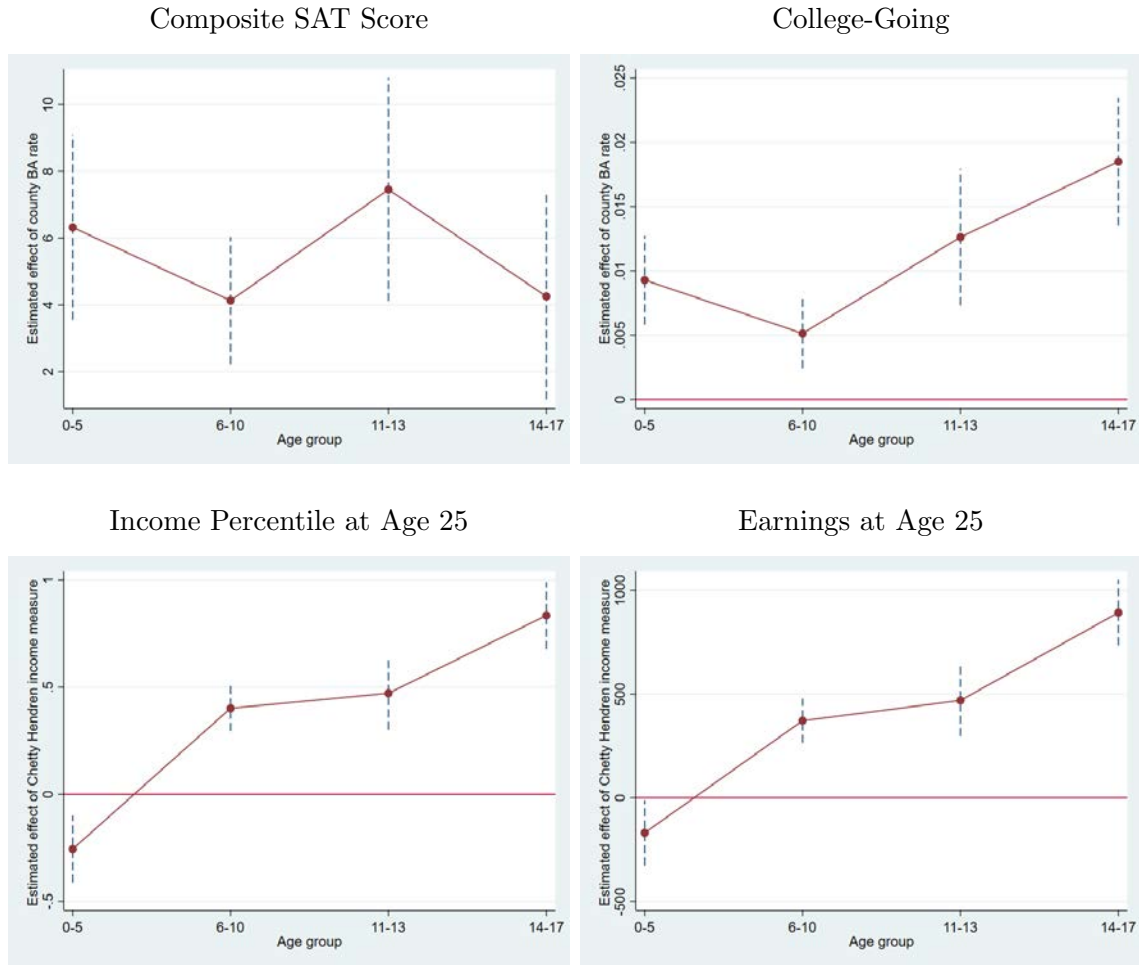 Composite SAT Score
Estimated effect of county BA rate
10
8
6
4
2
0-5 6-10 11-13 14-17
Age group
College-Going
Estimated effect of county BA rate
.025
.02
.015
.01
.005
0
0-5 6-10 11-13 14-17
Age group
Income Percentile at Age 25
Estimated effect of Chetty Hendren income measure
1
.5
0
-.5
0-5 6-10 11-13 14-17
Age group
Earnings at Age 25
Estimated effect of Chetty Hendren income measure
1000
500
0
-500
0-5 6-10 11-13 14-17
Age group